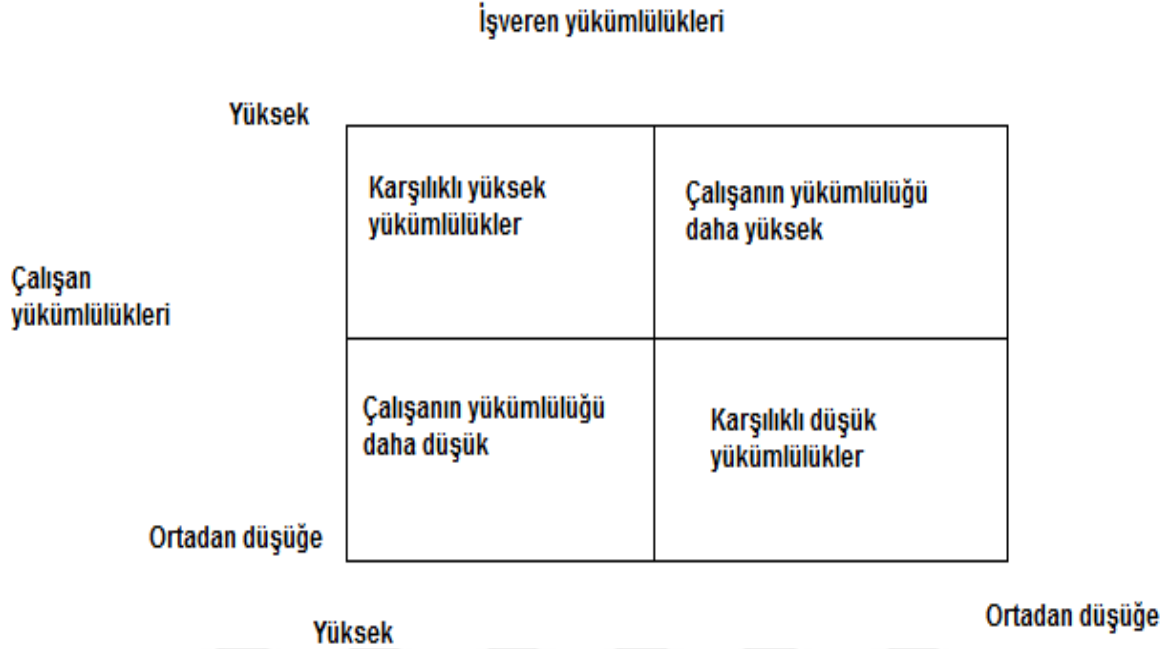 İşveren yükümlülükleri
Yüksek
Karşılıklı yüksek
yükümlülükler
Çalışanın yükümlülüğü
daha yüksek
Çalışan
yükümlülükleri
Çalışanın yükümlülüğü
daha düşük
Karşılıklı düşük
yükümlülükler
Ortadan düşüğe
Yüksek
Ortadan düşüğe